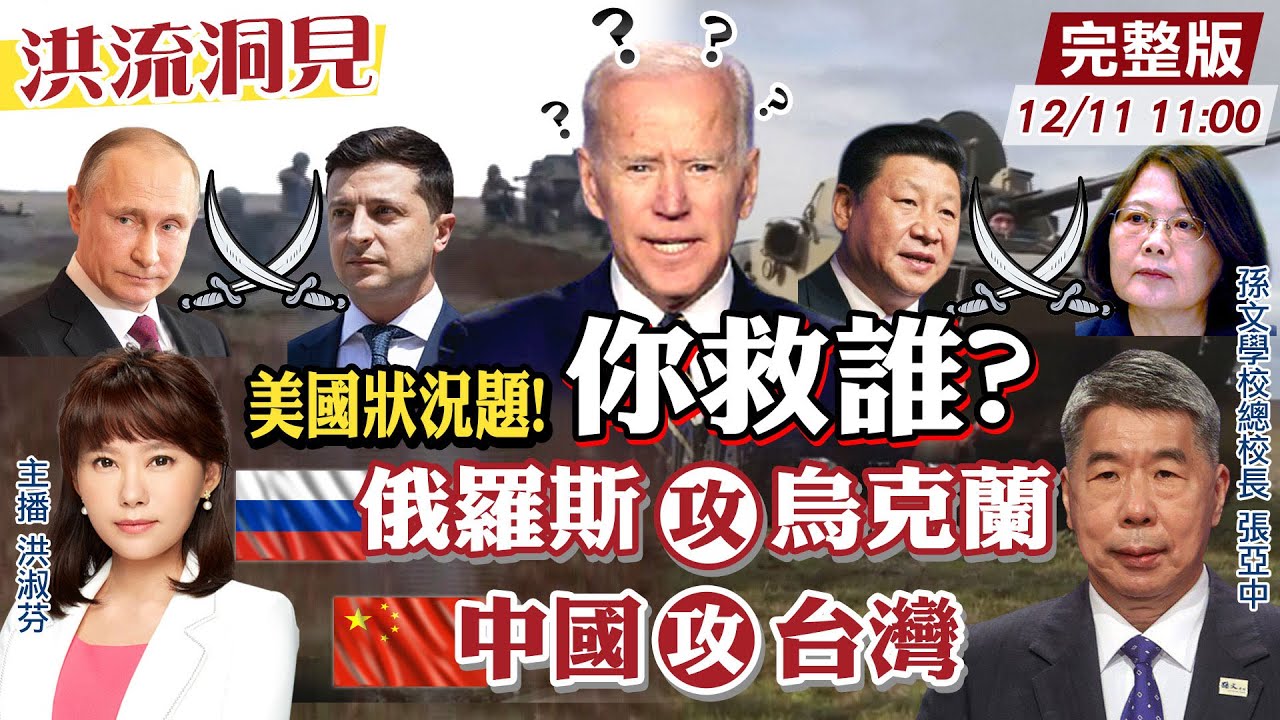 洪流洞見
完整版
12/11 11:00
? ? ? ?
美國狀況題!
你救誰?
俄羅斯攻烏克蘭
中國攻台灣
主播 洪淑芬
孫文學校總校長 張亞中